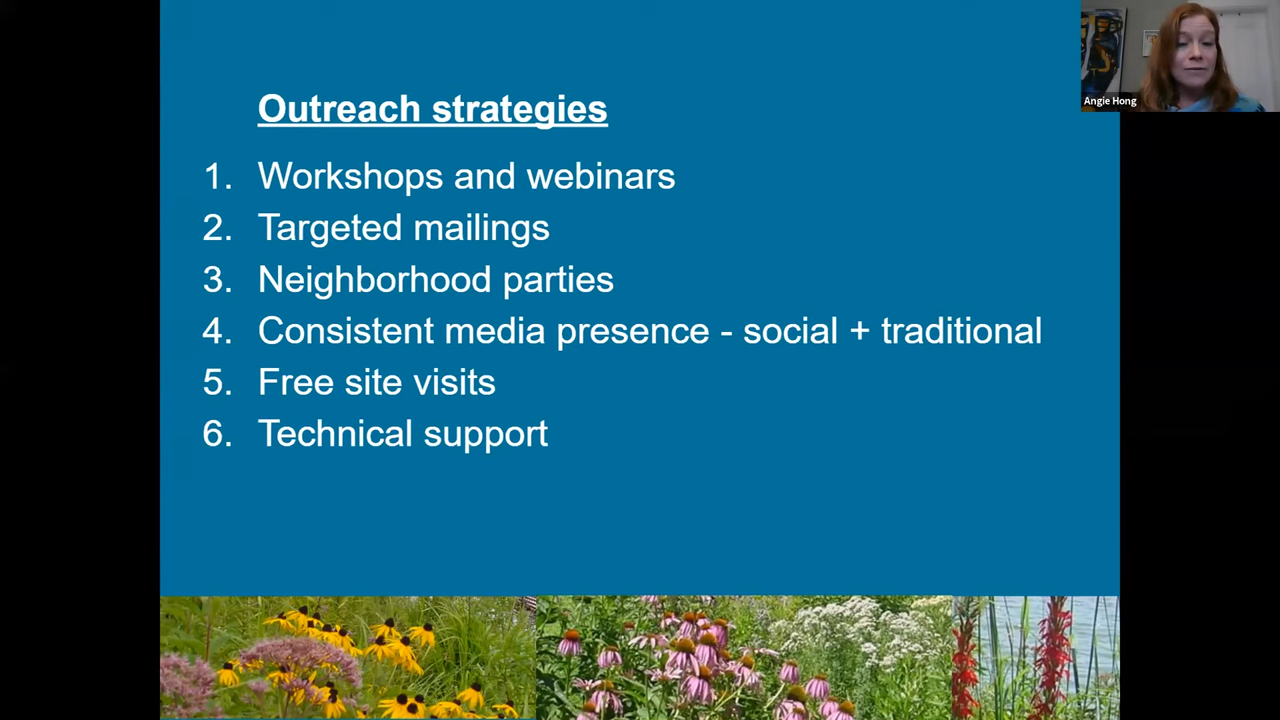 Outreach strategies
1. Workshops and webinars
2. Targeted mailings
3. Neighborhood parties
4. Consistent media presence - social + traditional
5. Free site visits
6. Technical support
Angie Hong